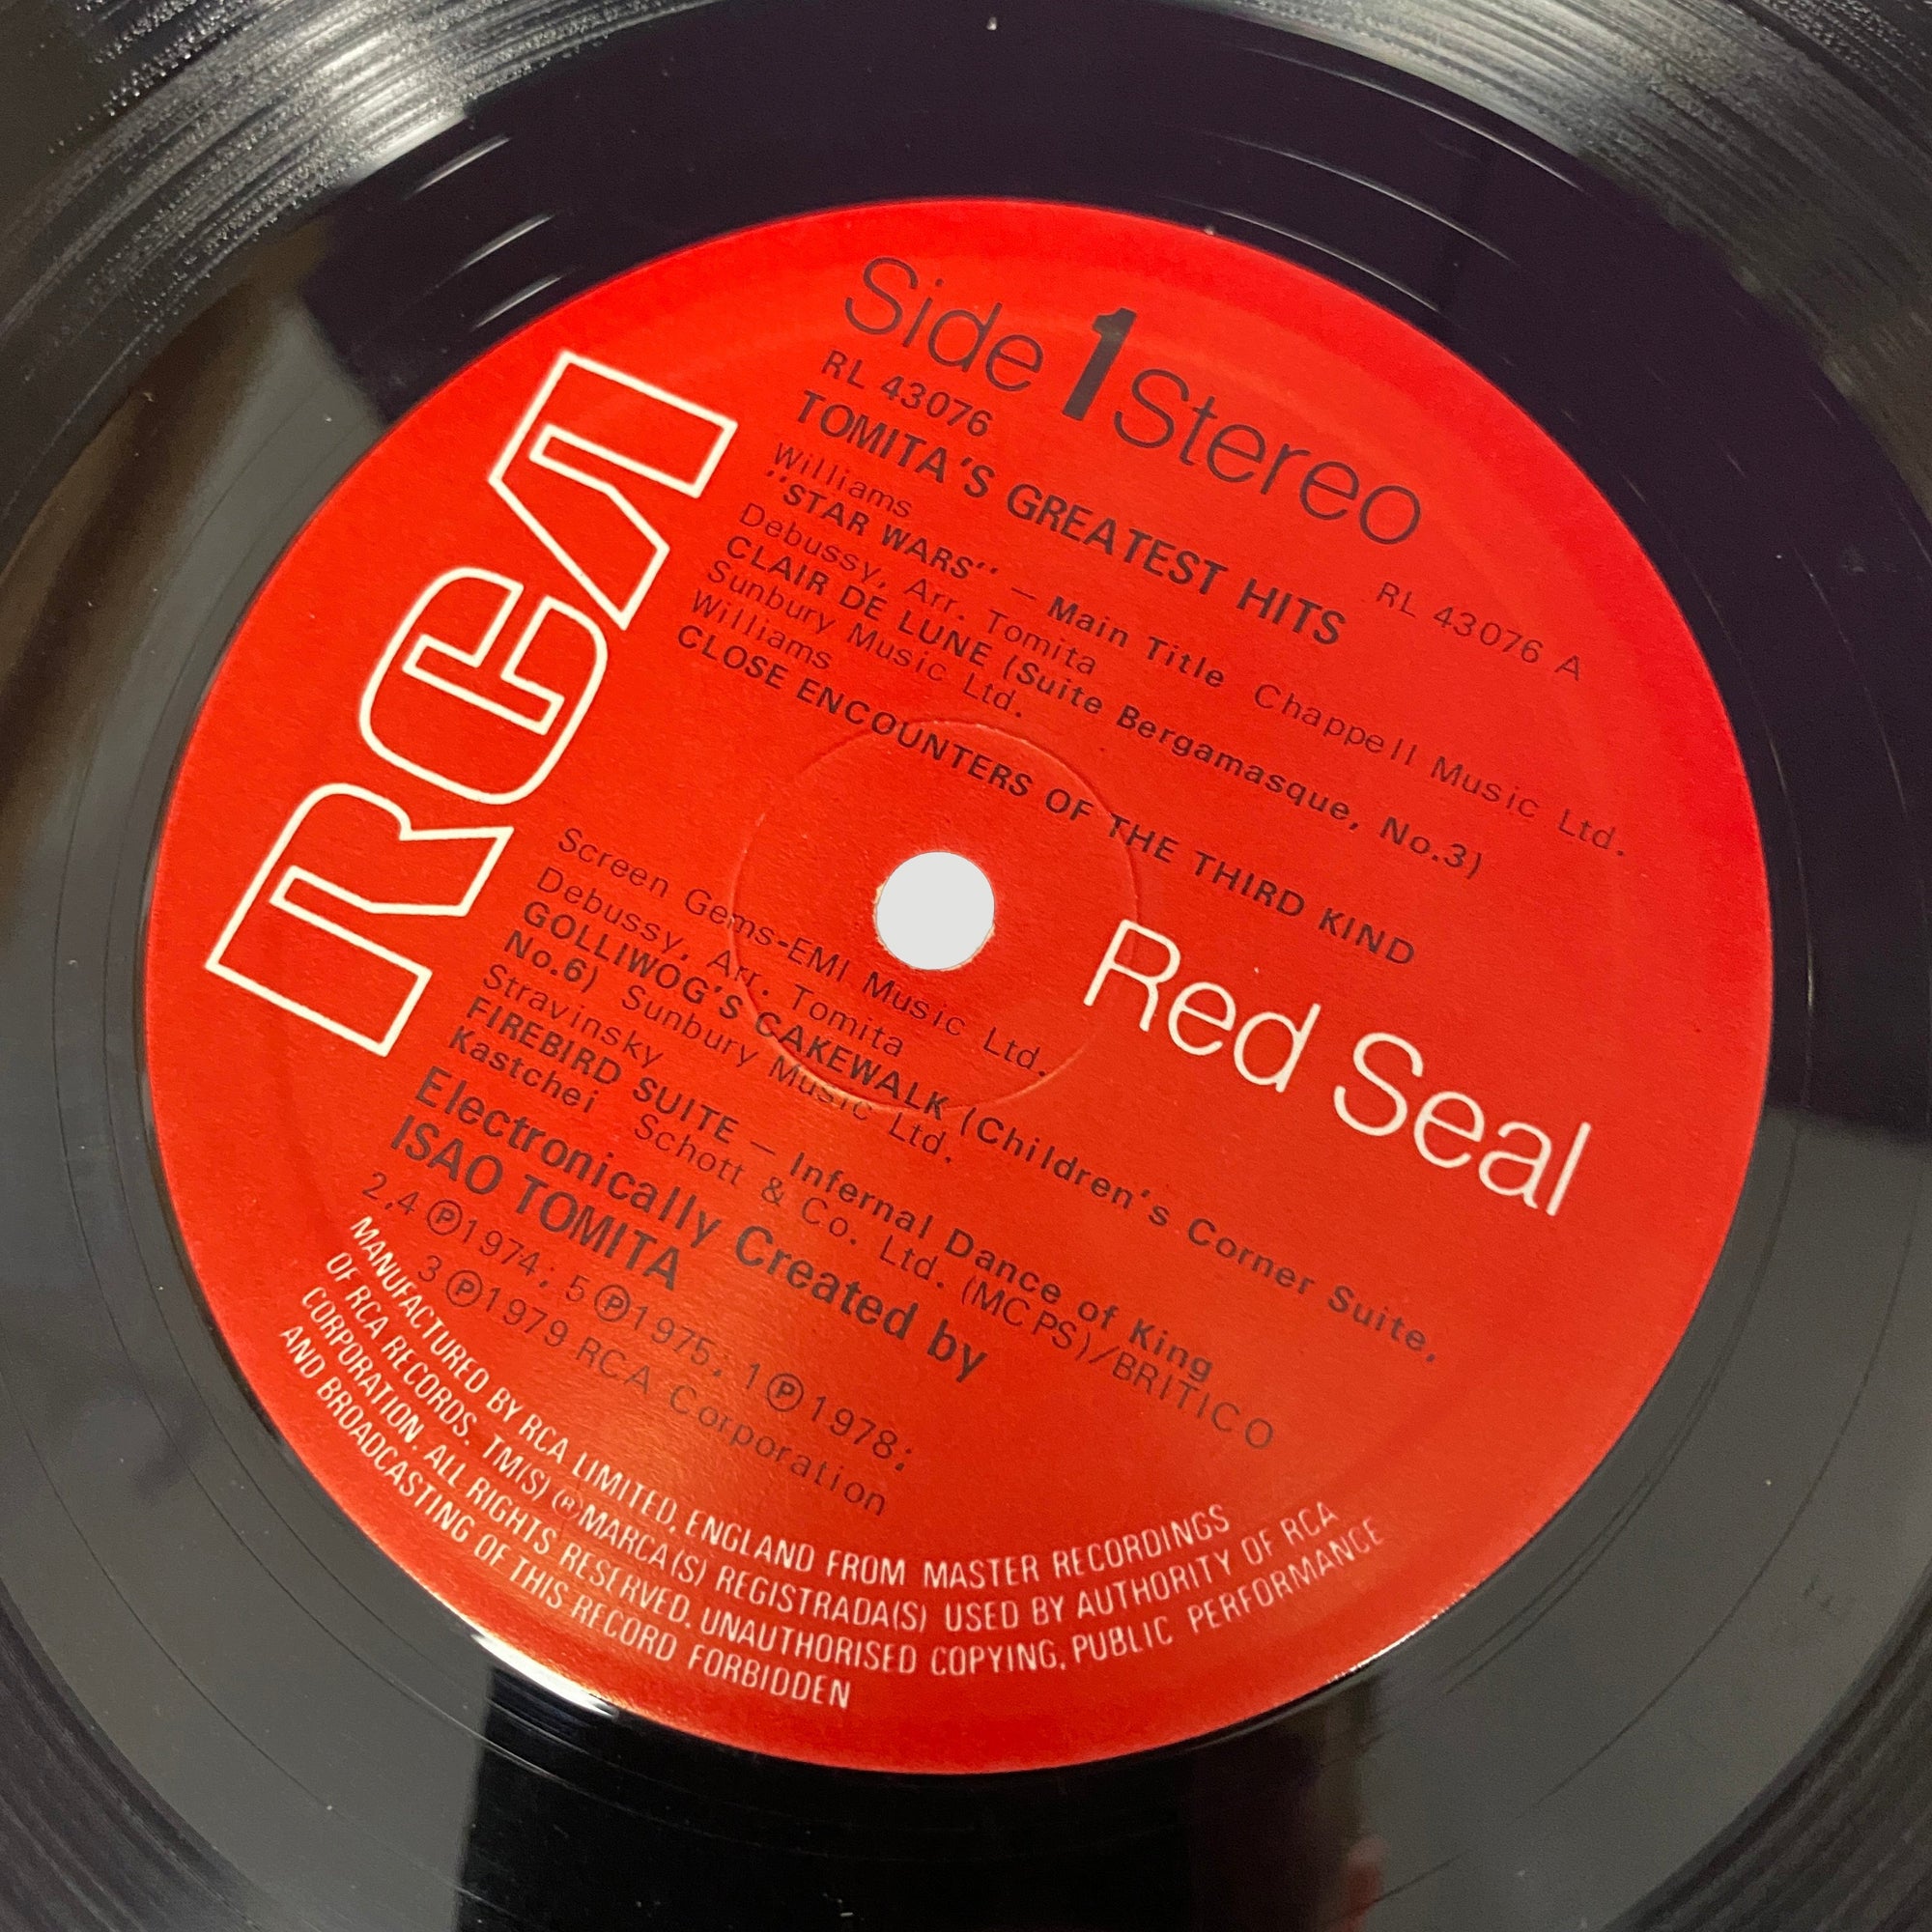 RCA
Side 1 Stereo
RL 43076
RL 43076 A
TOMITA'S GREATEST HITS
Williams
"STAR WARS" — Main Title Chappell Music Ltd.
Debussy, Arr. Tomita
CLAIR DE LUNE (Suite Bergamasque, No.3)
Sunbury Music Ltd.
Williams
CLOSE ENCOUNTERS OF THE THIRD KIND
Red Seal
Screen Gems-EMI Music Ltd.
Debussy, Arr. Tomita
GOLLIWOG'S CAKEWALK (Children's Corner Suite,
No.6) Sunbury Music Ltd.
Stravinsky
FIREBIRD SUITE — Infernal Dance of King
Kastchei Schott & Co. Ltd. (MCPS)/BRITICO
Electronically Created by
ISAO TOMITA
2,4 ℗1974; 5 ℗1975; 1 ℗1978;
3 ℗1979 RCA Corporation
MANUFACTURED BY RCA LIMITED, ENGLAND FROM MASTER RECORDINGS
OF RCA RECORDS. TM(S) ® MARCA(S) REGISTRADA(S) USED BY AUTHORITY OF RCA
CORPORATION. ALL RIGHTS RESERVED. UNAUTHORISED COPYING, PUBLIC PERFORMANCE
AND BROADCASTING OF THIS RECORD FORBIDDEN